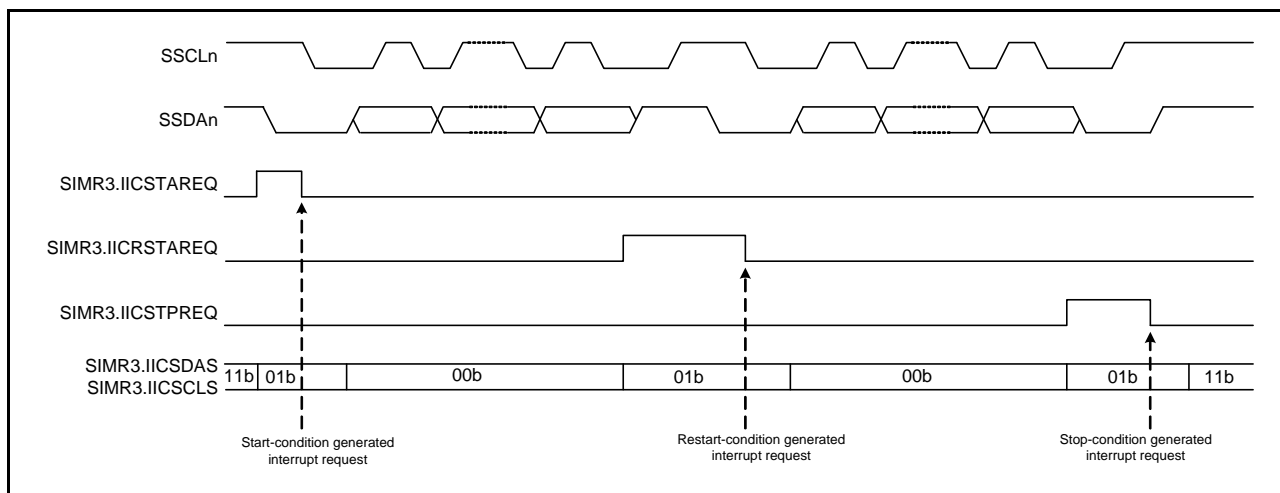 SSCLn
SSDAn
SIMR3.IICSTAREQ
SIMR3.IICRSTAREQ
SIMR3.IICSTPREQ
SIMR3.IICSDAS
SIMR3.IICSCLS
11b 01b 00b 01b 00b 01b 11b
Start-condition generated
interrupt request
Restart-condition generated
interrupt request
Stop-condition generated
interrupt request